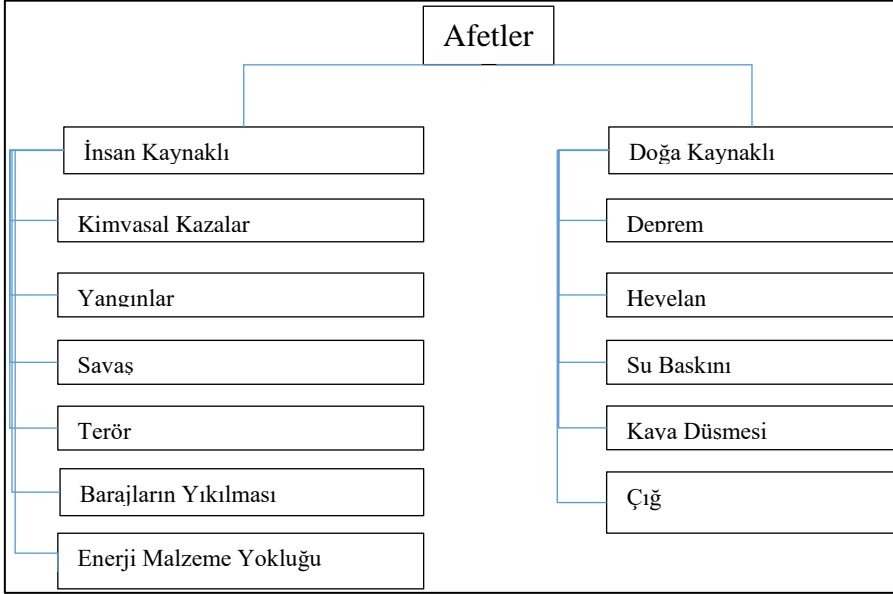 Afetler
İnsan Kaynaklı
Kimyasal Kazalar
Yangınlar
Savaş
Terör
Barajların Yıkılması
Enerji Malzeme Yokluğu
Doğa Kaynaklı
Deprem
Heyelan
Su Baskını
Kaya Düşmesi
Çığ